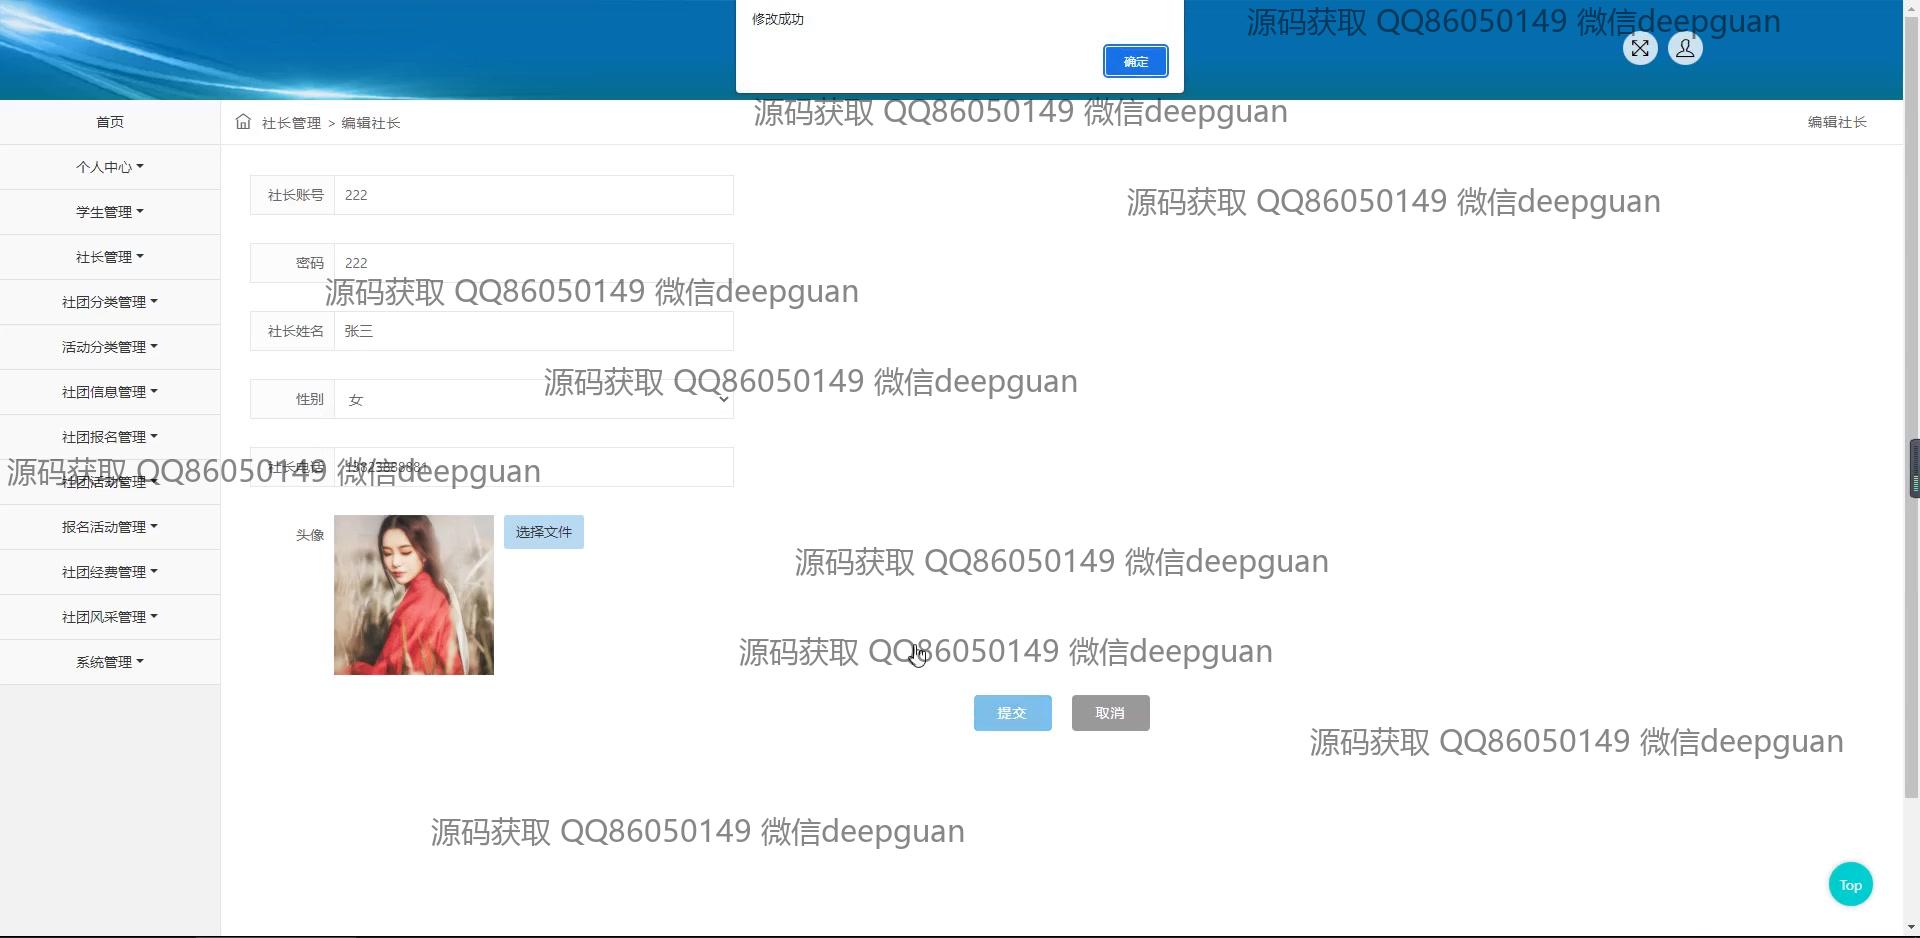 修改成功
源码获取 QQ86050149 微信deepguan
确定
源码获取 QQ86050149 微信deepguan
首页
社长管理 > 编辑社长
编辑社长
个人中心
社长账号 222
源码获取 QQ86050149 微信deepguan
学生管理
社长管理
密码 222
源码获取 QQ86050149 微信deepguan
社团分类管理
社长姓名 张三
活动分类管理
源码获取 QQ86050149 微信deepguan
社团信息管理
性别 女
社团报名管理
社长电话
源码获取 QQ86050149 微信deepguan
社团活动管理
报名活动管理
头像
选择文件
源码获取 QQ86050149 微信deepguan
社团经费管理
社团风采管理
源码获取 QQ86050149 微信deepguan
系统管理
提交
取消
源码获取 QQ86050149 微信deepguan
源码获取 QQ86050149 微信deepguan
Top